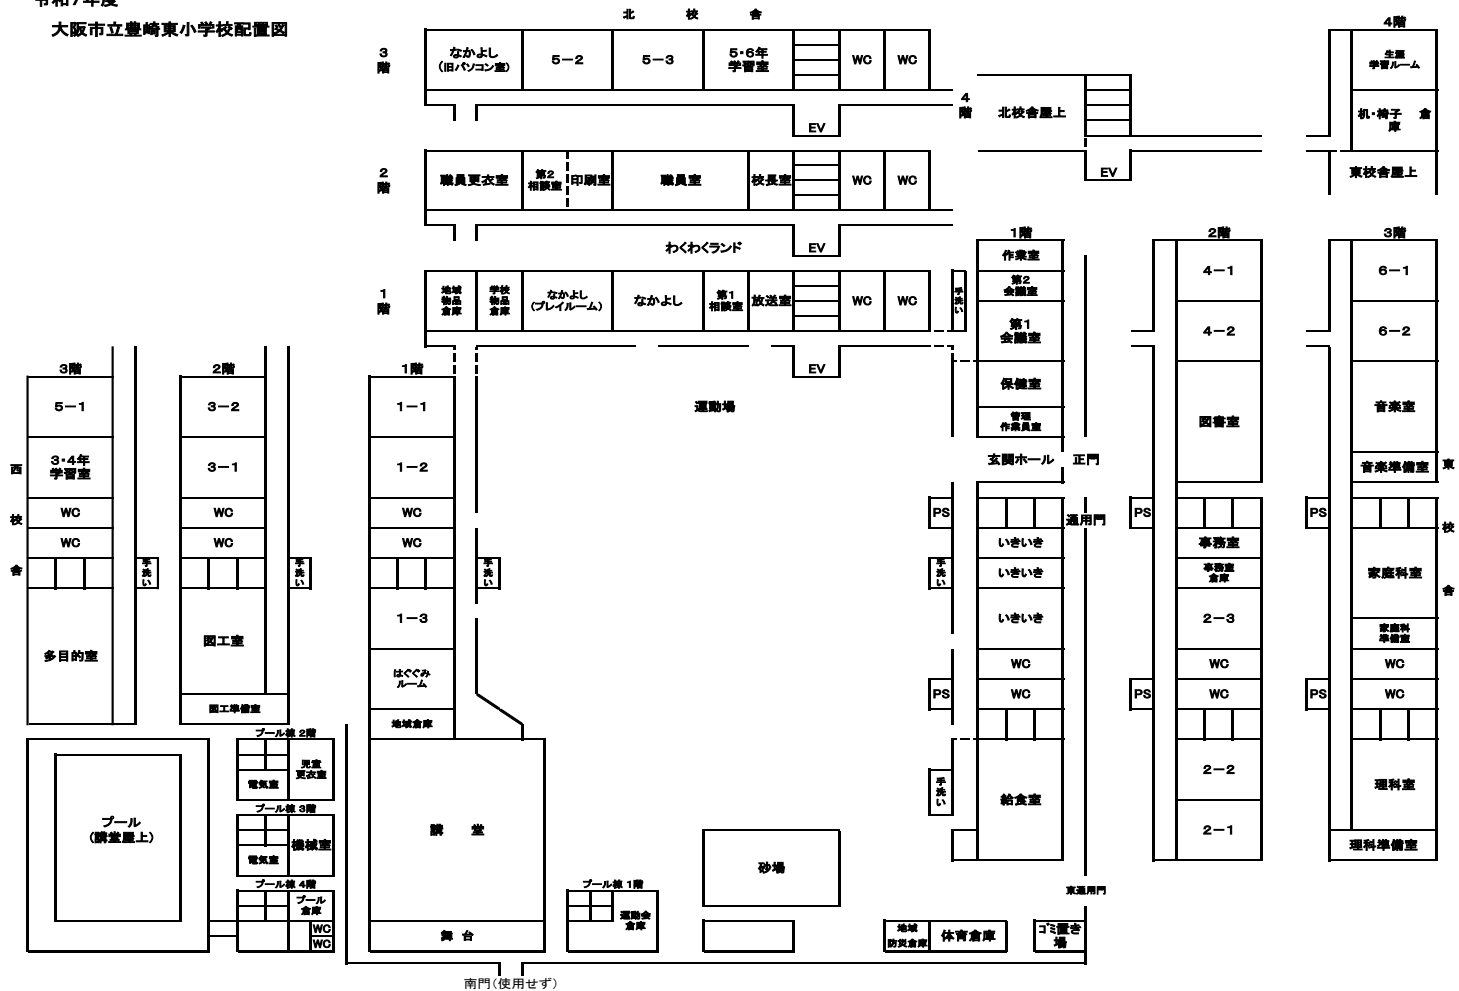 令和7年度
大阪市立豊崎東小学校配置図
北 校 舎
3階
なかよし
(旧パソコン室)
5-2
5-3
5・6年
学習室
WC
WC
EV
4階
北校舎屋上
EV
4階
生涯
学習ルーム
机・椅子 倉
庫
東校舎屋上
2階
職員更衣室
第2
相談室
印刷室
職員室
校長室
WC
WC
わくわくランド
EV
1階
地域
物品
倉庫
学校
物品
倉庫
なかよし
(プレイルーム)
なかよし
第1
相談室
放送室
WC
WC
EV
手洗い
1階
作業室
第2
会議室
第1
会議室
保健室
管理
作業員室
玄関ホール
正門
通用門
PS
いきいき
手洗い
いきいき
いきいき
WC
PS
WC
手洗い
給食室
東通用門
2階
4-1
4-2
図書室
PS
事務室
事務室
倉庫
2-3
WC
PS
WC
2-2
2-1
3階
6-1
6-2
音楽室
音楽準備室
PS
家庭科室
家庭科
準備室
WC
PS
WC
理科室
理科準備室
東 校 舎
西 校 舎
3階
5-1
3・4年
学習室
WC
WC
手洗い
多目的室
2階
3-2
3-1
WC
WC
手洗い
図工室
図工準備室
1階
1-1
1-2
WC
WC
手洗い
1-3
はぐぐみ
ルーム
地域倉庫
運動場
プール
(講堂屋上)
プール棟 2階
児童
更衣室
電気室
プール棟 3階
機械室
電気室
プール棟 4階
プール
倉庫
WC
WC
講 堂
舞 台
プール棟 1階
運動会
倉庫
砂場
地域
防災倉庫
体育倉庫
ゴミ置き
場
南門(使用せず)